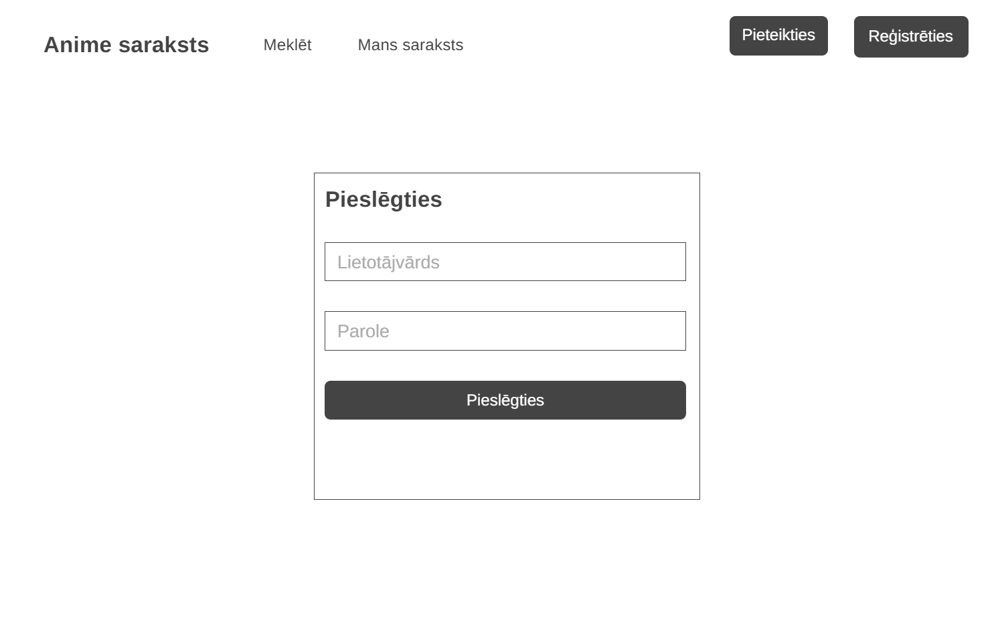 Anime saraksts
Meklēt
Mans saraksts
Pieteikties
Reģistrēties
Pieslēgties
Lietotājvārds
Parole
Pieslēgties